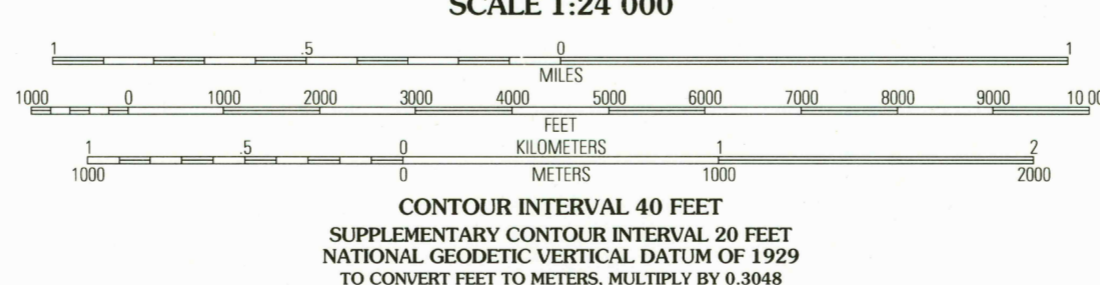 SCALE 1:24 000
1 .5 0 1
MILES
1000 0 1000 2000 3000 4000 5000 6000 7000 8000 9000 10 00
FEET
1 .5 0 KILOMETERS 1 2
1000 0 METERS 1000 2000
CONTOUR INTERVAL 40 FEET
SUPPLEMENTARY CONTOUR INTERVAL 20 FEET
NATIONAL GEODETIC VERTICAL DATUM OF 1929
TO CONVERT FEET TO METERS, MULTIPLY BY 0.3048